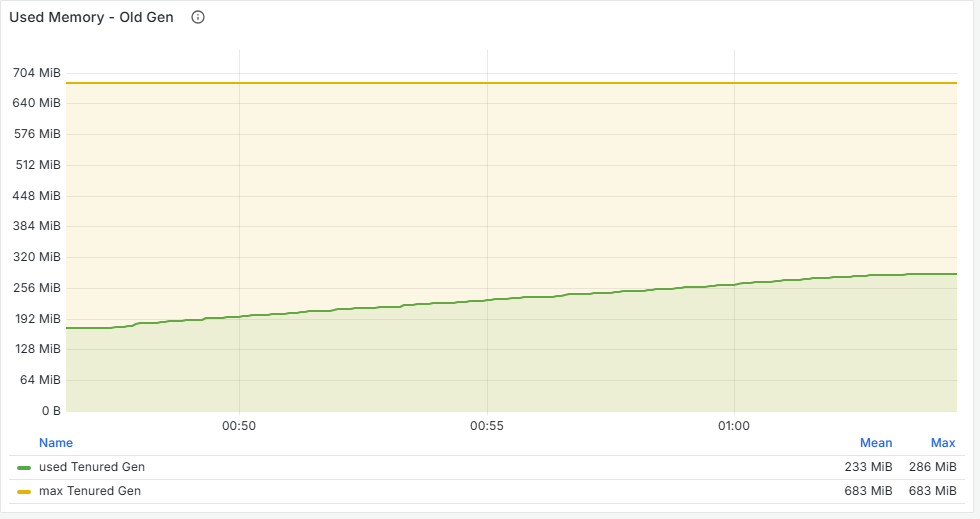 Used Memory - Old Gen
704 MiB
640 MiB
576 MiB
512 MiB
448 MiB
384 MiB
320 MiB
256 MiB
192 MiB
128 MiB
64 MiB
0 B
00:50 00:55 01:00
Name Mean Max
used Tenured Gen 233 MiB 286 MiB
max Tenured Gen 683 MiB 683 MiB